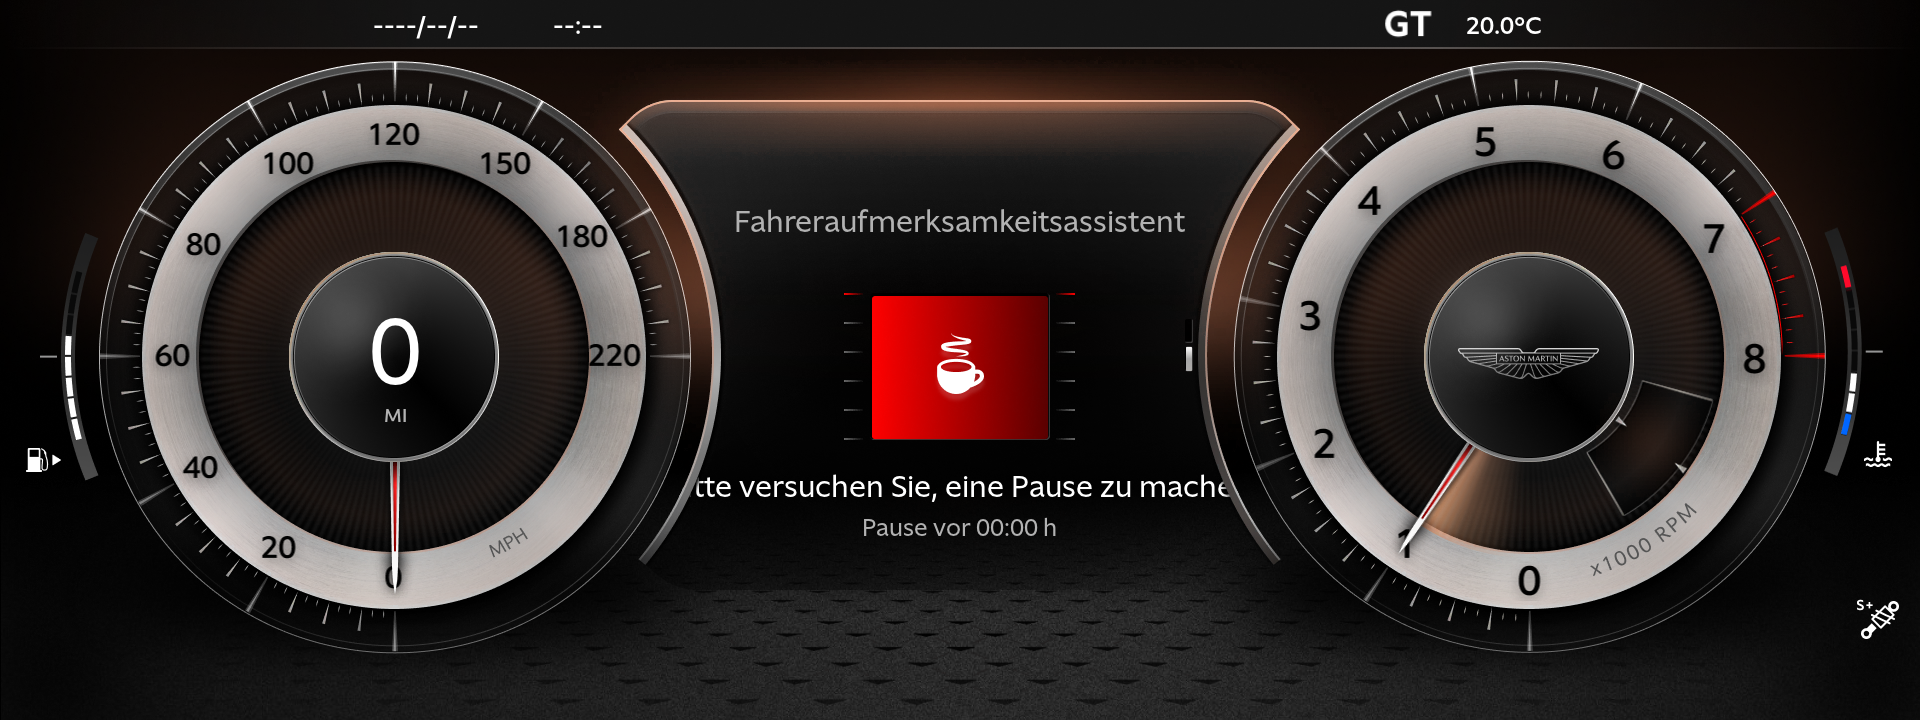 ----/--/--   --:--   GT   20.0°C
Fahreraufmerksamkeitsassistent
tte versuchen Sie, eine Pause zu mache
Pause vor 00:00 h
0
20
40
60
80
100
120
150
180
220
MPH
0
MI
0
1
2
3
4
5
6
7
8
x1000 RPM
ASTON MARTIN
S+